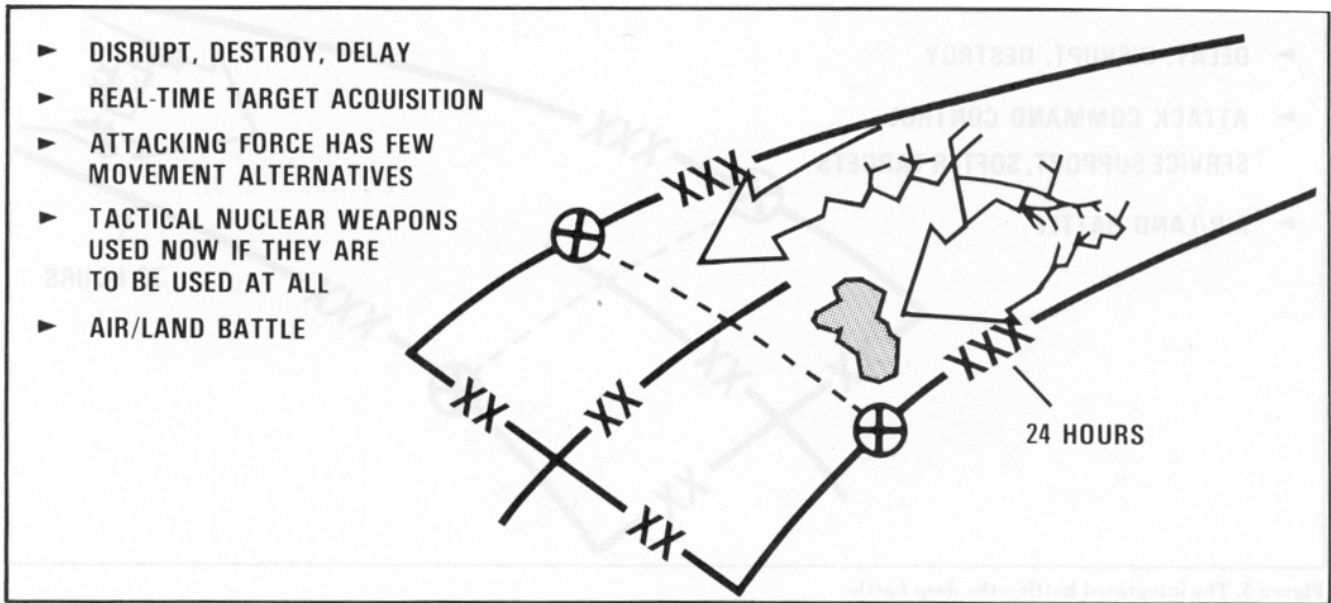 ► DISRUPT, DESTROY, DELAY
► REAL-TIME TARGET ACQUISITION
► ATTACKING FORCE HAS FEW
MOVEMENT ALTERNATIVES
► TACTICAL NUCLEAR WEAPONS
USED NOW IF THEY ARE
TO BE USED AT ALL
► AIR/LAND BATTLE
XXX
XXX
24 HOURS
XX
XX
XX